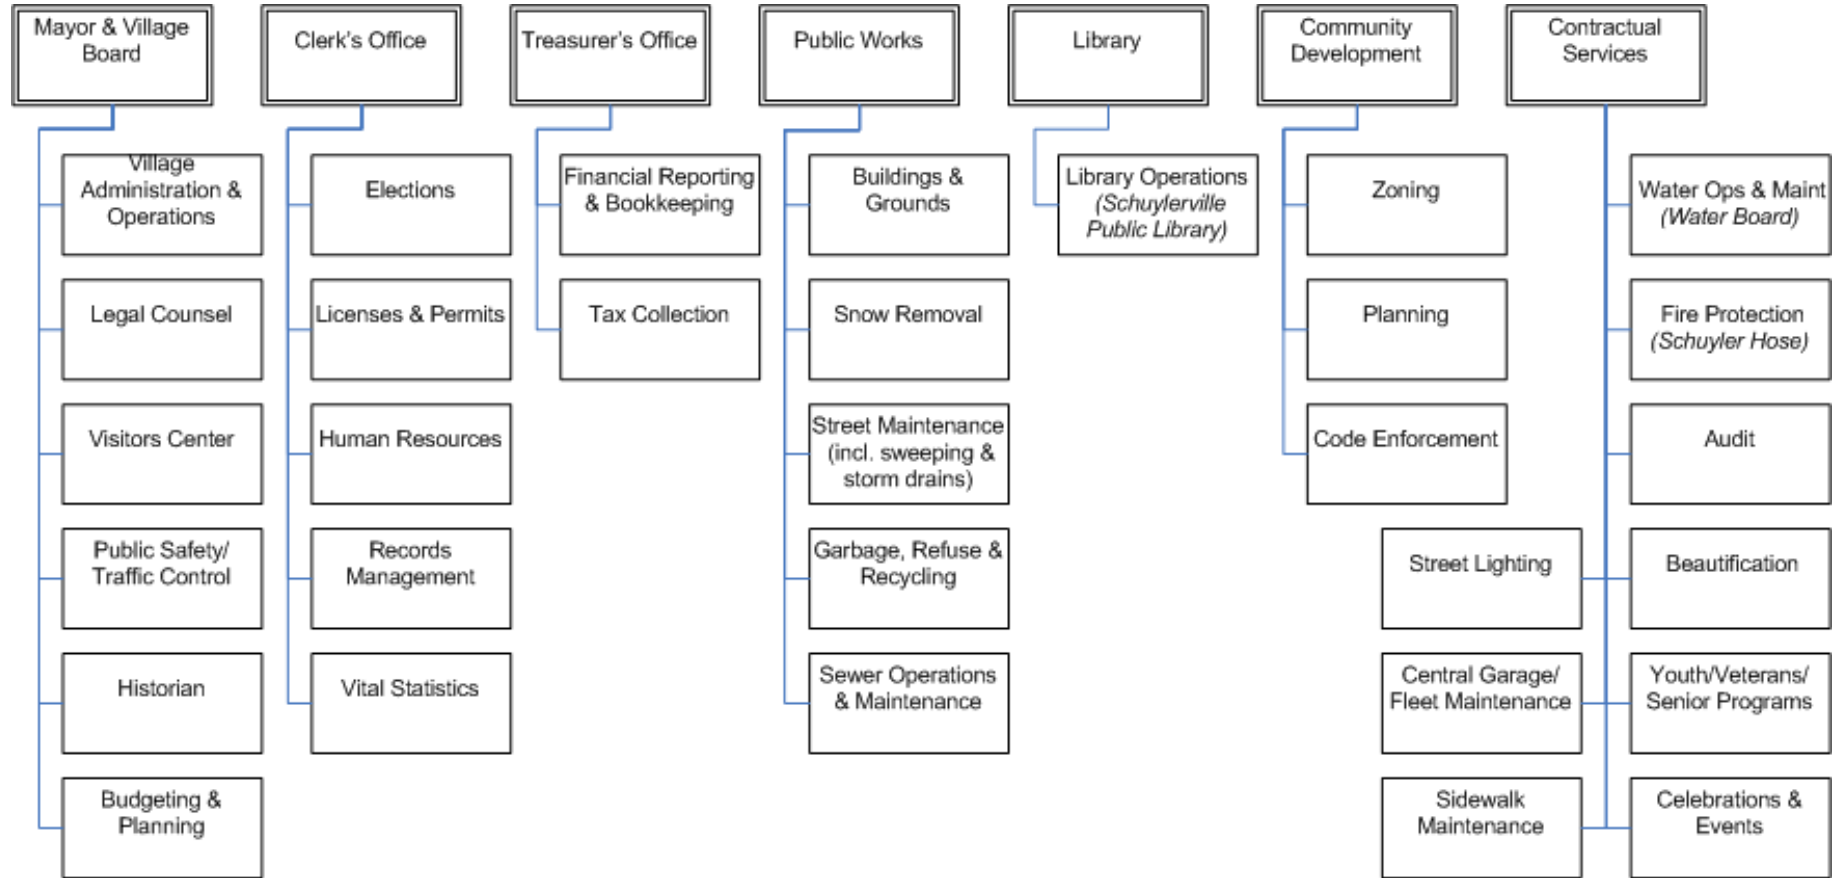 Mayor & Village
Board
Clerk's Office
Treasurer's Office
Public Works
Library
Community
Development
Contractual
Services
Village
Administration &
Operations
Legal Counsel
Visitors Center
Public Safety/
Traffic Control
Historian
Budgeting &
Planning
Elections
Licenses & Permits
Human Resources
Records
Management
Vital Statistics
Financial Reporting
& Bookkeeping
Tax Collection
Buildings &
Grounds
Snow Removal
Street Maintenance
(incl. sweeping &
storm drains)
Garbage, Refuse &
Recycling
Sewer Operations
& Maintenance
Library Operations
(Schuylerville
Public Library)
Zoning
Planning
Code Enforcement
Water Ops & Maint
(Water Board)
Fire Protection
(Schuyler Hose)
Audit
Street Lighting
Beautification
Central Garage/
Fleet Maintenance
Youth/Veterans/
Senior Programs
Sidewalk
Maintenance
Celebrations &
Events